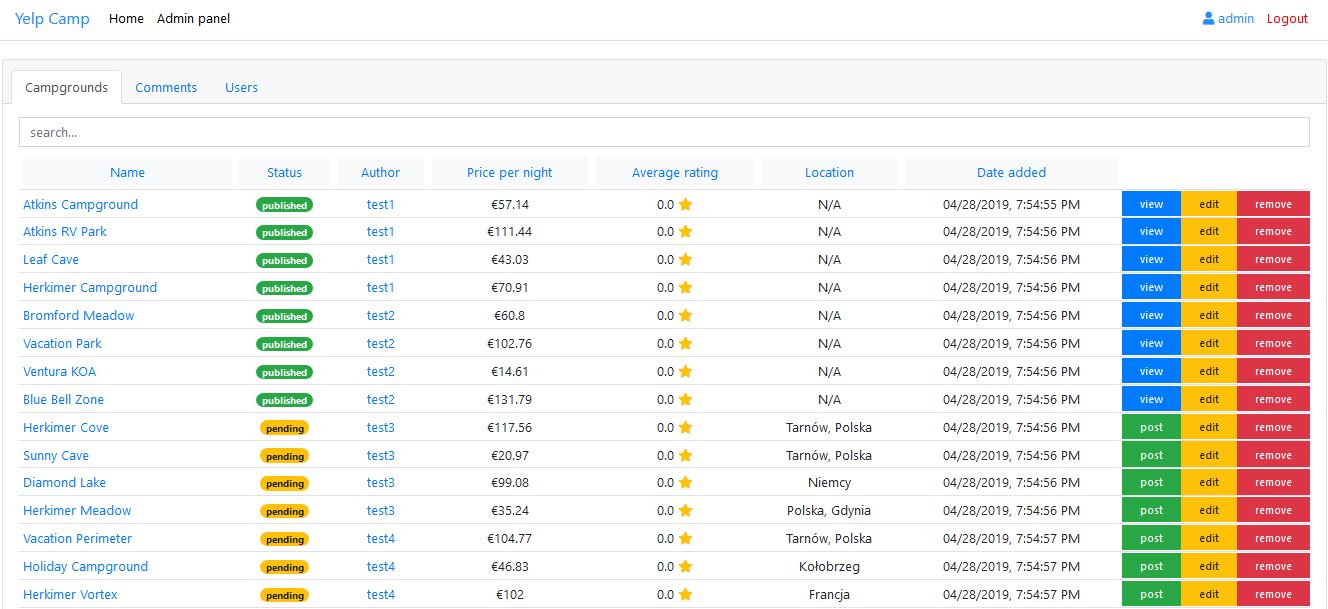 Yelp Camp Home Admin panel admin Logout
Campgrounds Comments Users
search...
Name Status Author Price per night Average rating Location Date added
Atkins Campground published test1 €57.14 0.0 N/A 04/28/2019, 7:54:55 PM view edit remove
Atkins RV Park published test1 €111.44 0.0 N/A 04/28/2019, 7:54:56 PM view edit remove
Leaf Cave published test1 €43.03 0.0 N/A 04/28/2019, 7:54:56 PM view edit remove
Herkimer Campground published test1 €70.91 0.0 N/A 04/28/2019, 7:54:56 PM view edit remove
Bromford Meadow published test2 €60.8 0.0 N/A 04/28/2019, 7:54:56 PM view edit remove
Vacation Park published test2 €102.76 0.0 N/A 04/28/2019, 7:54:56 PM view edit remove
Ventura KOA published test2 €14.61 0.0 N/A 04/28/2019, 7:54:56 PM view edit remove
Blue Bell Zone published test2 €131.79 0.0 N/A 04/28/2019, 7:54:56 PM view edit remove
Herkimer Cove pending test3 €117.56 0.0 Tarnów, Polska 04/28/2019, 7:54:56 PM post edit remove
Sunny Cave pending test3 €20.97 0.0 Tarnów, Polska 04/28/2019, 7:54:56 PM post edit remove
Diamond Lake pending test3 €99.08 0.0 Niemcy 04/28/2019, 7:54:56 PM post edit remove
Herkimer Meadow pending test3 €35.24 0.0 Polska, Gdynia 04/28/2019, 7:54:56 PM post edit remove
Vacation Perimeter pending test4 €104.77 0.0 Tarnów, Polska 04/28/2019, 7:54:57 PM post edit remove
Holiday Campground pending test4 €46.83 0.0 Kołobrzeg 04/28/2019, 7:54:57 PM post edit remove
Herkimer Vortex pending test4 €102 0.0 Francja 04/28/2019, 7:54:57 PM post edit remove